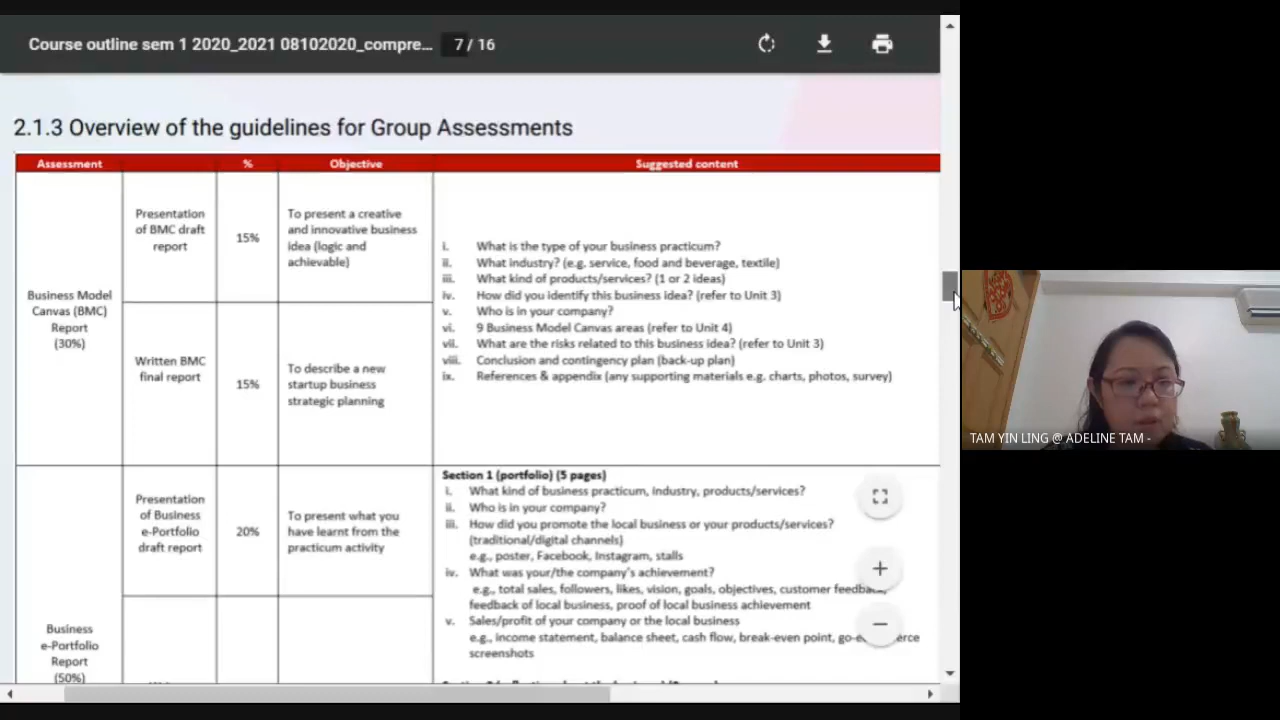 Course outline sem 1 2020_2021 08102020_compre... 7 / 16
2.1.3 Overview of the guidelines for Group Assessments
Assessment % Objective Suggested content
Business Model
Canvas (BMC)
Report
(30%)
Presentation
of BMC draft
report
15%
To present a creative
and innovative business
idea (logic and
achievable)
Written BMC
final report
15%
To describe a new
startup business
strategic planning
i. What is the type of your business practicum?
ii. What industry? (e.g. service, food and beverage, textile)
iii. What kind of products/services? (1 or 2 ideas)
iv. How did you identify this business idea? (refer to Unit 3)
v. Who is in your company?
vi. 9 Business Model Canvas areas (refer to Unit 4)
vii. What are the risks related to this business idea? (refer to Unit 3)
viii. Conclusion and contingency plan (back-up plan)
ix. References & appendix (any supporting materials e.g. charts, photos, survey)
Business
e-Portfolio
Report
(50%)
Presentation
of Business
e-Portfolio
draft report
20%
To present what you
have learnt from the
practicum activity
Section 1 (portfolio) (5 pages)
i. What kind of business practicum, industry, products/services?
ii. Who is in your company?
iii. How did you promote the local business or your products/services?
(traditional/digital channels)
e.g., poster, Facebook, Instagram, stalls
iv. What was your/the company's achievement?
e.g., total sales, followers, likes, vision, goals, objectives, customer
feedback of local business, proof of local business achievement
v. Sales/profit of your company or the local business
e.g., income statement, balance sheet, cash flow, break-even point,
screenshots
TAM YIN LING @ ADELINE TAM -